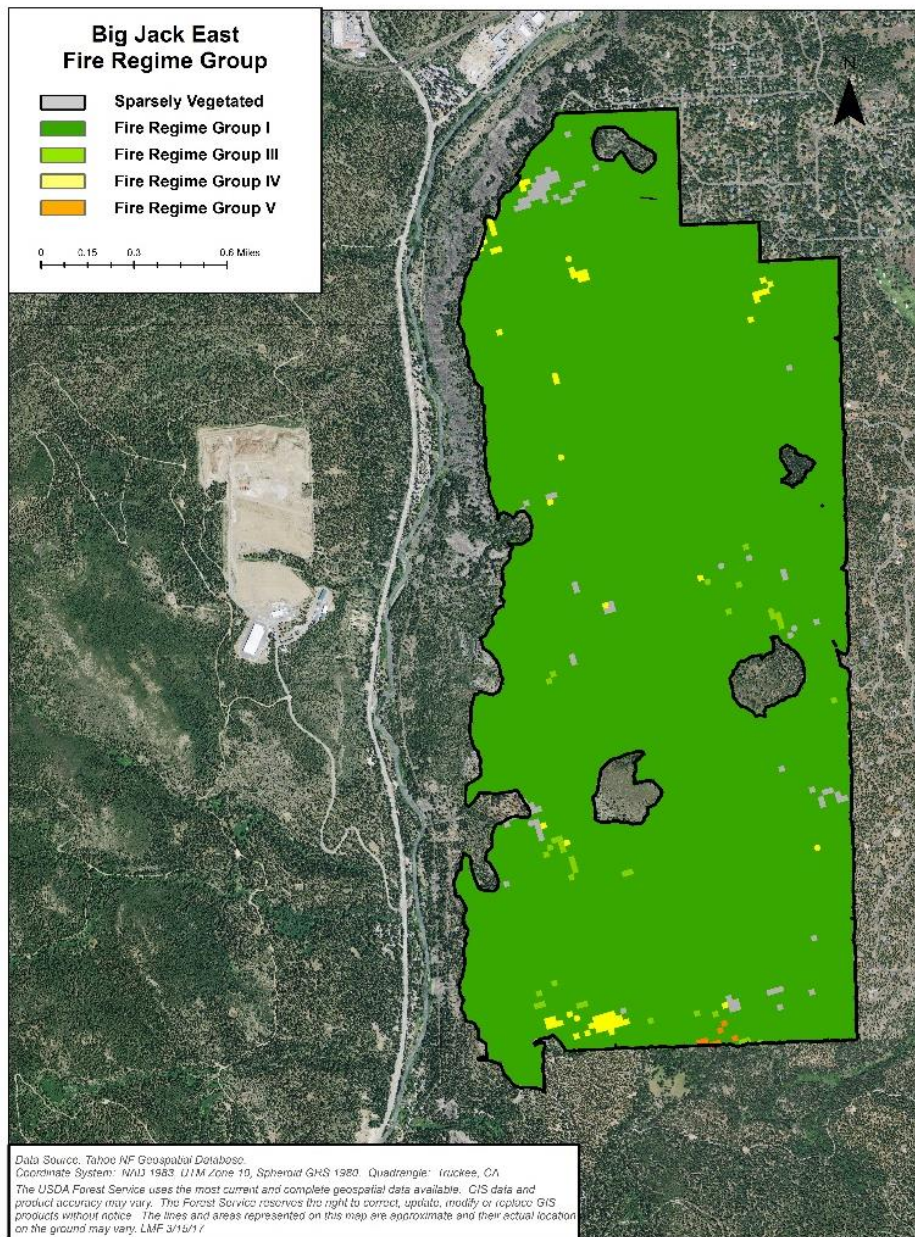 Big Jack East
Fire Regime Group
Sparsely Vegetated
Fire Regime Group I
Fire Regime Group III
Fire Regime Group IV
Fire Regime Group V
0 0.15 0.3 0.6 Miles
N
Data Source: Tahoe NF Geospatial Database.
Coordinate System: NAD 1983, UTM Zone 10, Spheroid GRS 1980. Quadrangle: Truckee, CA
The USDA Forest Service uses the most current and complete geospatial data available. GIS data and
product accuracy may vary. The Forest Service reserves the right to correct, update, modify or replace GIS
products without notice. The lines and areas represented on this map are approximate and their actual location
on the ground may vary. LMF 3/15/17